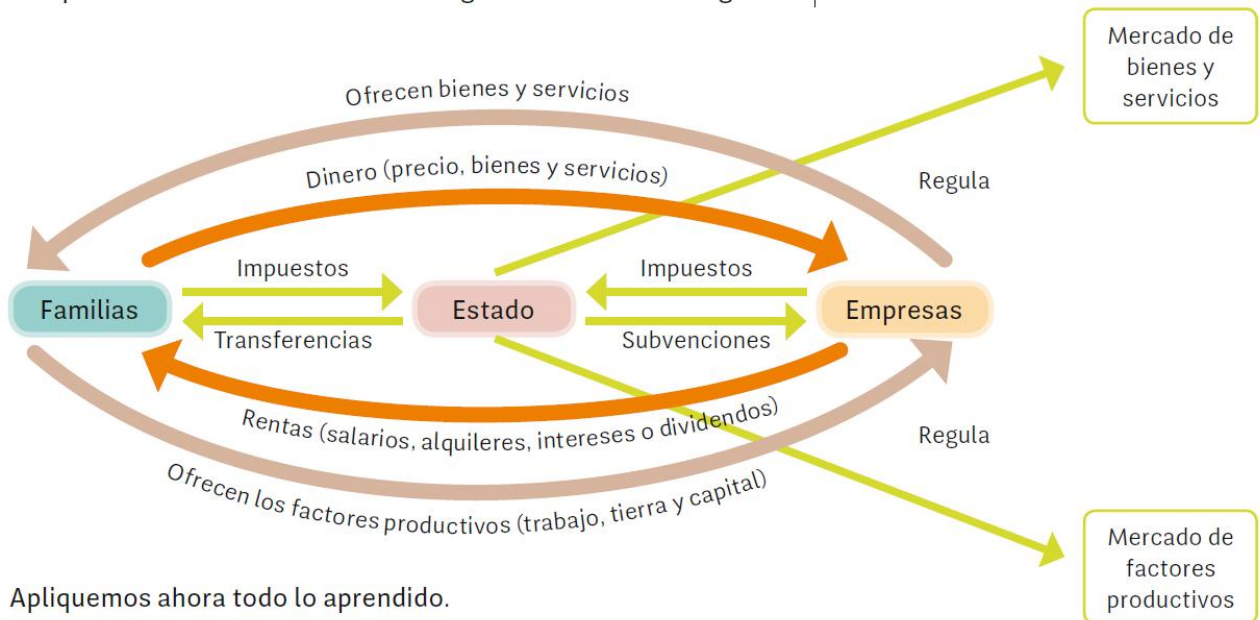 Mercado de
bienes y
servicios
Ofrecen bienes y servicios
Dinero (precio, bienes y servicios)
Regula
Impuestos
Impuestos
Familias
Estado
Empresas
Transferencias
Subvenciones
Rentas (salarios, alquileres, intereses o dividendos)
Regula
Ofrecen los factores productivos (trabajo, tierra y capital)
Mercado de
factores
productivos
Apliquemos ahora todo lo aprendido.